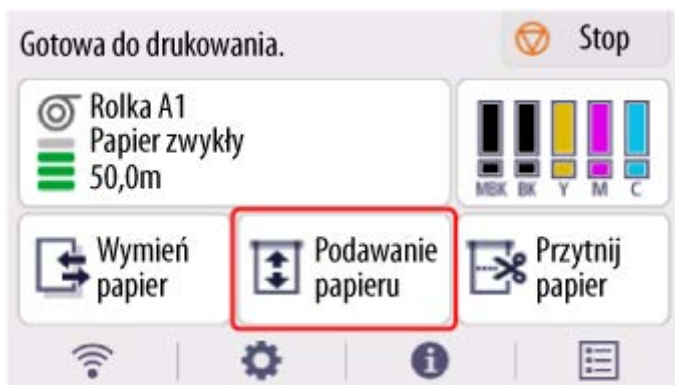 Gotowa do drukowania.
Stop
Rolka A1
Papier zwykły
50,0m
MBK BK Y M C
Wymień
papier
Podawanie
papieru
Przytnij
papier